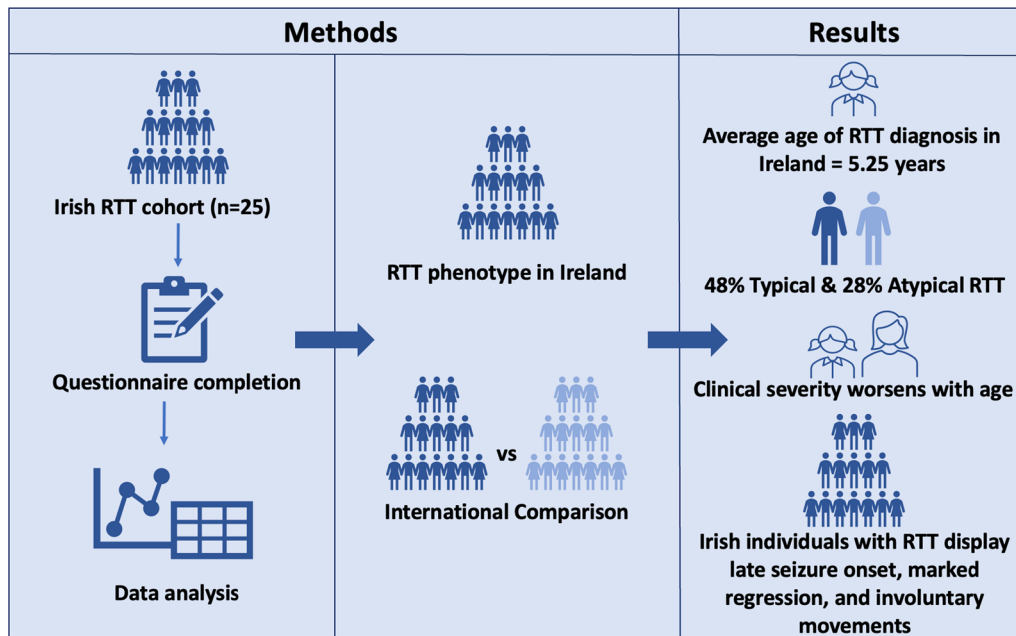 Methods
Irish RTT cohort (n=25)
Questionnaire completion
Data analysis
RTT phenotype in Ireland
vs
International Comparison
Results
Average age of RTT diagnosis in
Ireland = 5.25 years
48% Typical & 28% Atypical RTT
Clinical severity worsens with age
Irish individuals with RTT display
late seizure onset, marked
regression, and involuntary
movements